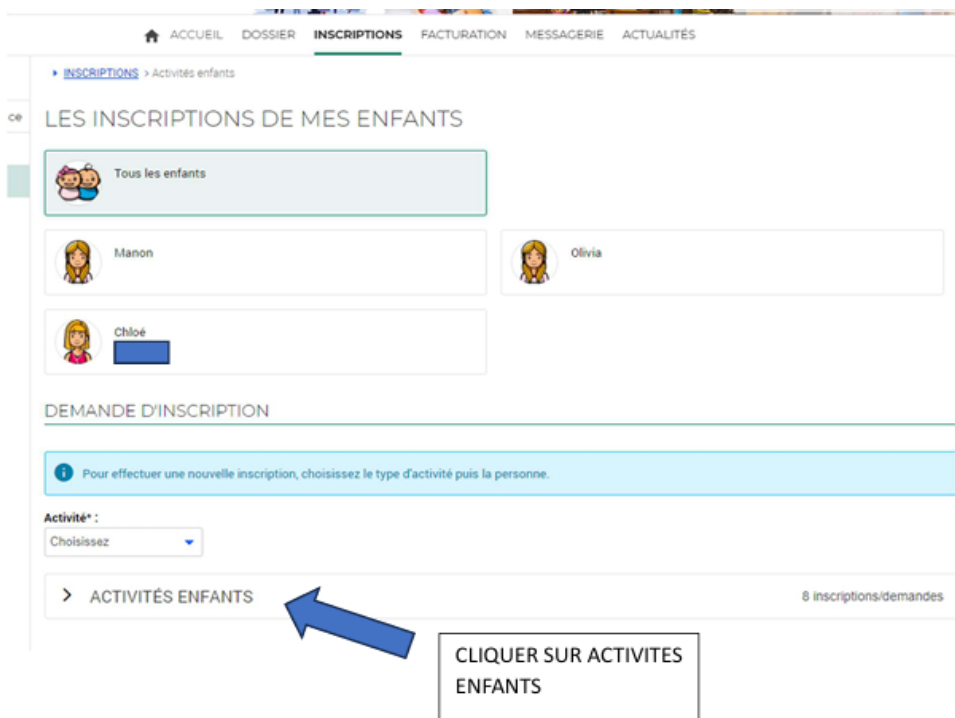 ACCUEIL DOSSIER INSCRIPTIONS FACTURATION MESSAGERIE ACTUALITÉS
INSCRIPTIONS > Activités enfants
ce
LES INSCRIPTIONS DE MES ENFANTS
Tous les enfants
Manon
Olivia
Chloé
DEMANDE D'INSCRIPTION
Pour effectuer une nouvelle inscription, choisissez le type d'activité puis la personne.
Activité* :
Choisissez
ACTIVITÉS ENFANTS
8 inscriptions/demandes
CLIQUER SUR ACTIVITES
ENFANTS